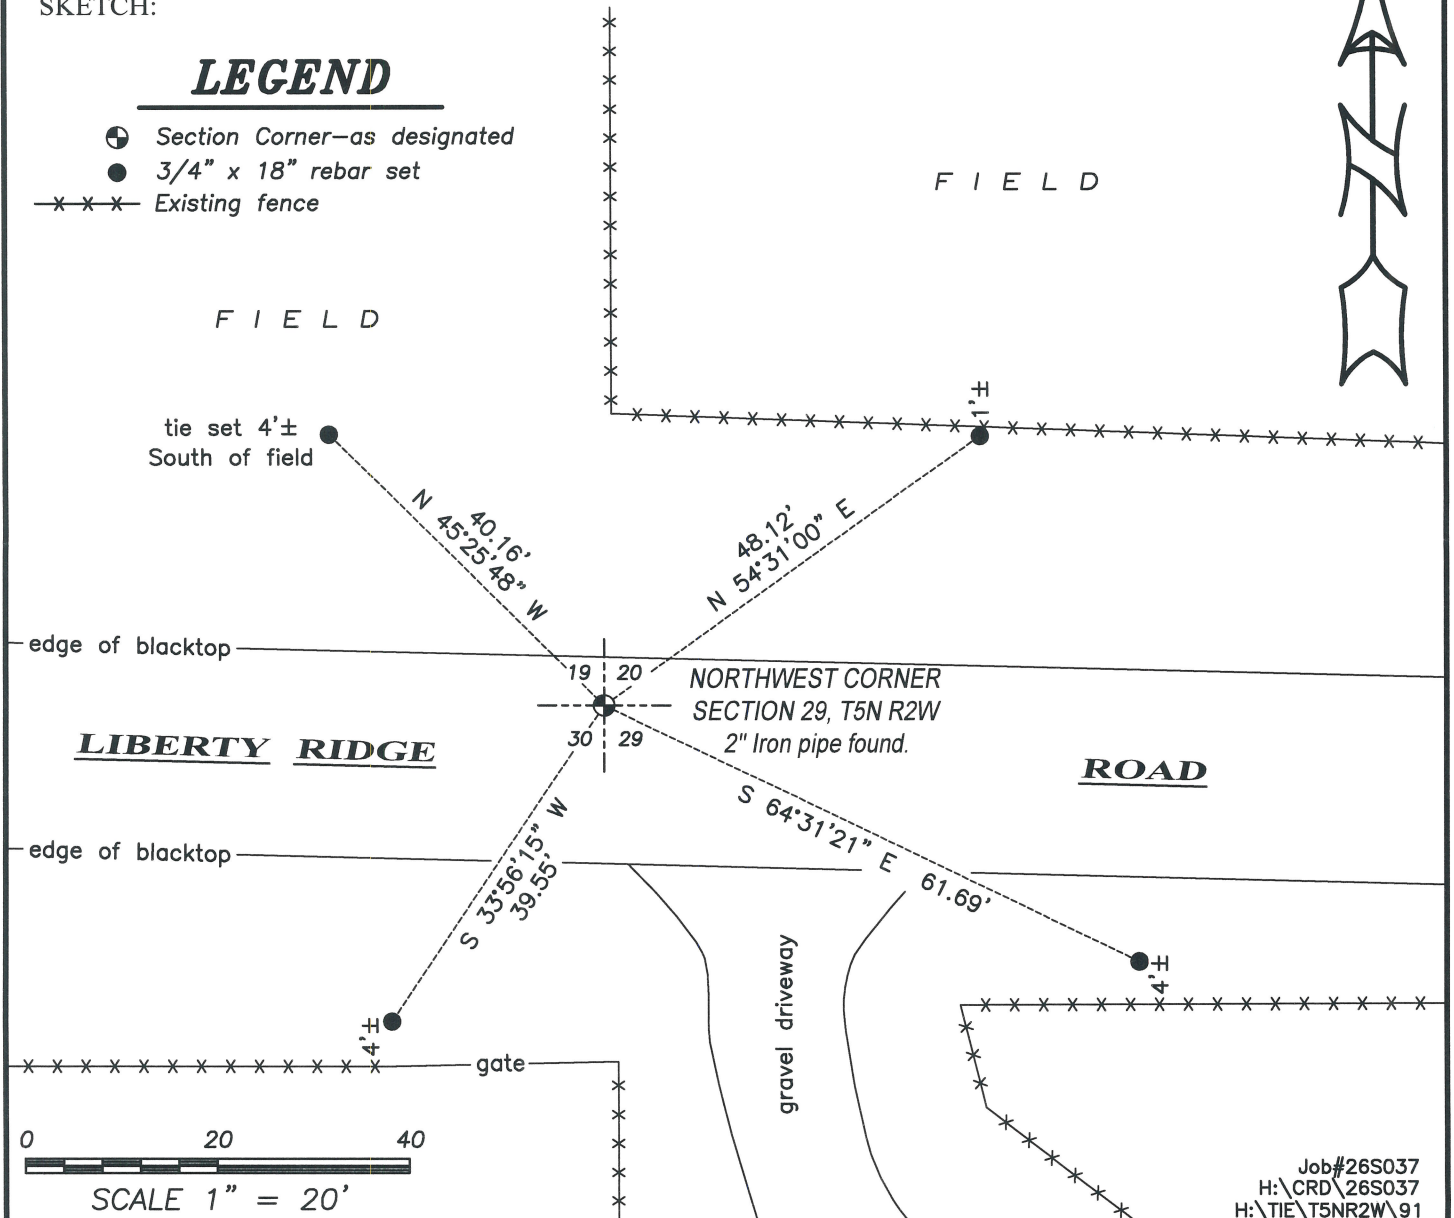 SKETCH:
LEGEND
Section Corner-as designated
3/4" x 18" rebar set
Existing fence
N
FIELD
FIELD
tie set 4'±
South of field
1'±
40.16'
N 45°25'48" W
48.12'
N 54°31'00" E
edge of blacktop
19 20
30 29
NORTHWEST CORNER
SECTION 29, T5N R2W
2" Iron pipe found.
LIBERTY RIDGE
ROAD
S 64°31'21" E 61.69'
S 33°56'15" W
39.55'
edge of blacktop
gravel driveway
4'±
4'±
gate
0 20 40
SCALE 1" = 20'
Job#26S037
H:\CRD\26S037
H:\TIE\T5NR2W\91